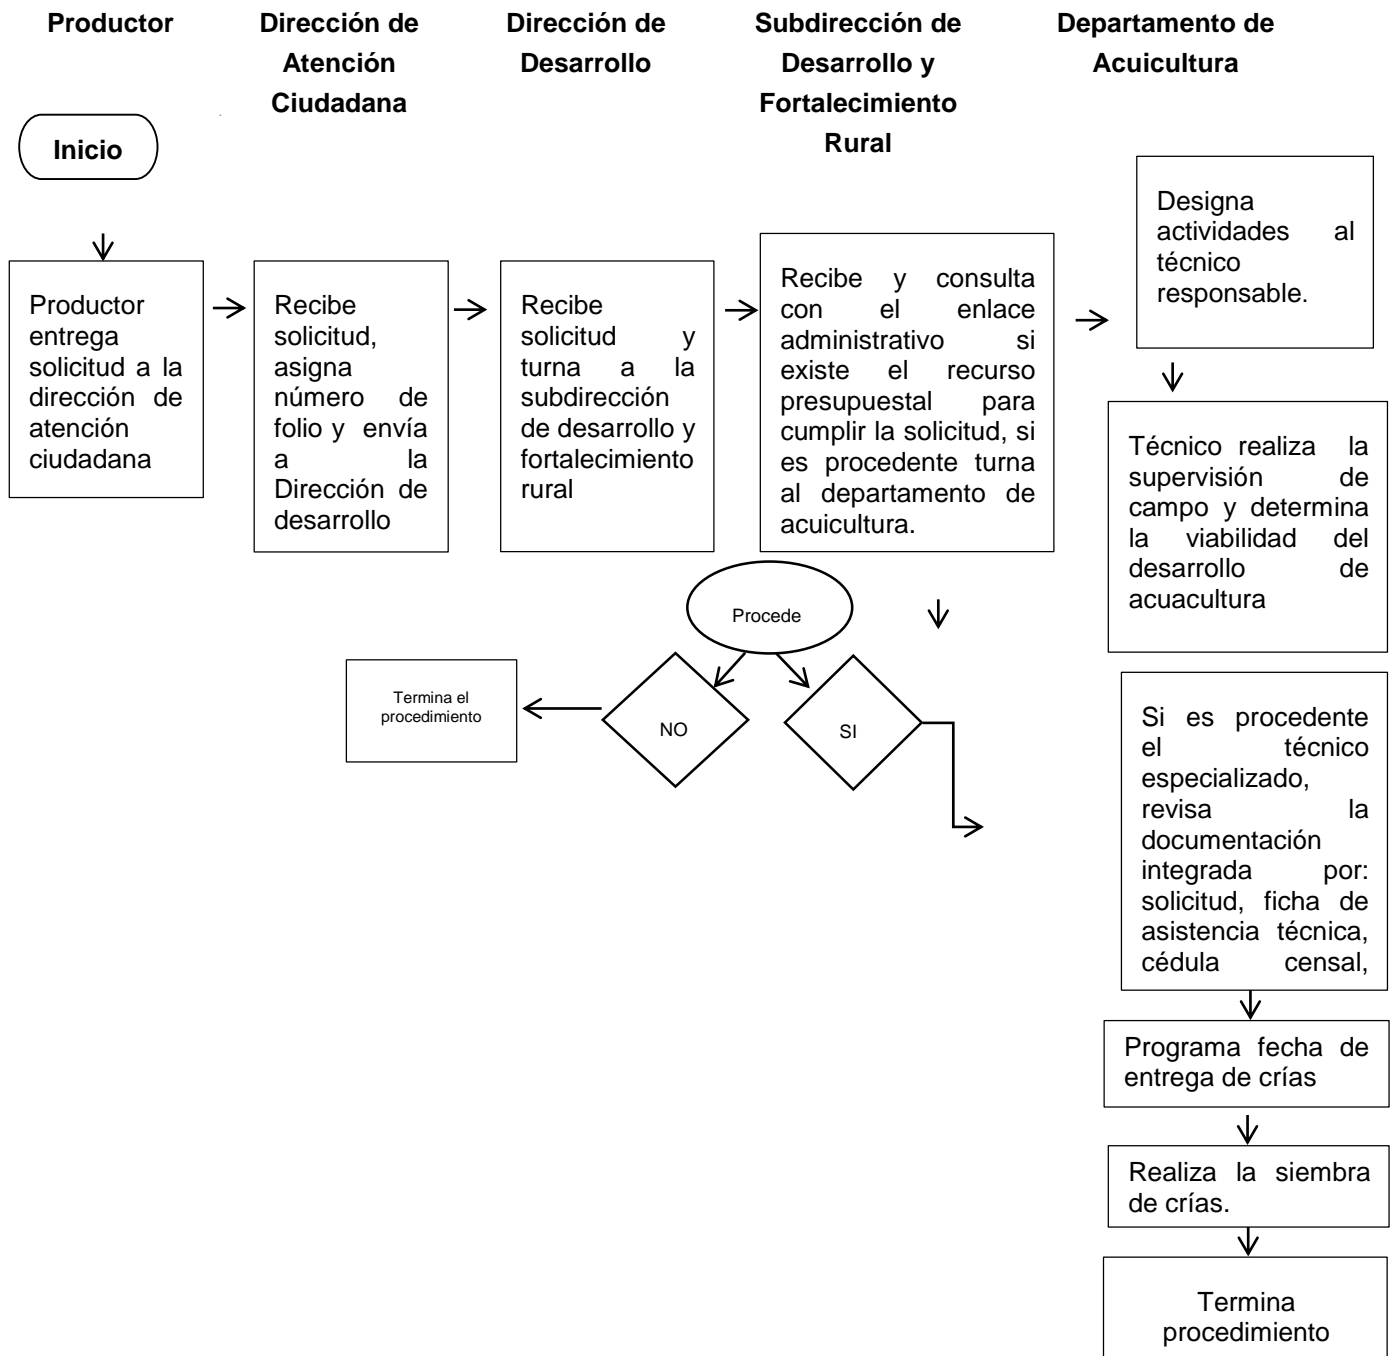 Productor
Dirección de
Atención
Ciudadana
Dirección de
Desarrollo
Subdirección de
Desarrollo y
Fortalecimiento
Rural
Departamento de
Acuicultura
Inicio
Productor
entrega
solicitud a la
dirección de
atención
ciudadana
Recibe
solicitud,
asigna
número de
folio y envía
a la
Dirección de
desarrollo
Recibe
solicitud y
turna a la
subdirección
de desarrollo y
fortalecimiento
rural
Recibe y consulta
con el enlace
administrativo si
existe el recurso
presupuestal para
cumplir la solicitud, si
es procedente turna
al departamento de
acuicultura.
Procede
NO
SI
Termina el
procedimiento
Designa
actividades al
técnico
responsable.
Técnico realiza la
supervisión de
campo y determina
la viabilidad del
desarrollo de
acuacultura
Si es procedente
el técnico
especializado,
revisa la
documentación
integrada por:
solicitud, ficha de
asistencia técnica,
cédula censal,
Programa fecha de
entrega de crías
Realiza la siembra
de crías.
Termina
procedimiento